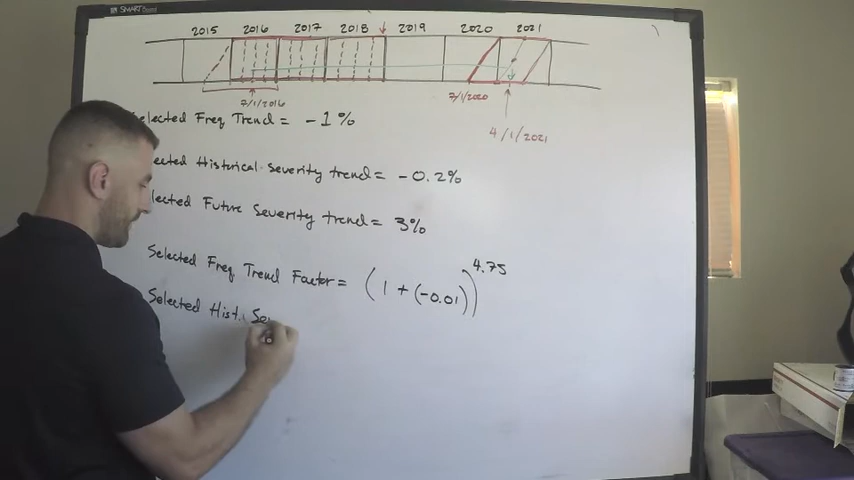 SMART
2015 2016 2017 2018 2019 2020 2021
7/1/2016 7/1/2020
4/1/2021
elected Freq Trend = -1%
ected Historical severity trend = -0.2%
elected Future Severity trend = 3%
Selected Freq Trend Factor = (1 + (-0.01))^4.75
Selected Hist. Se